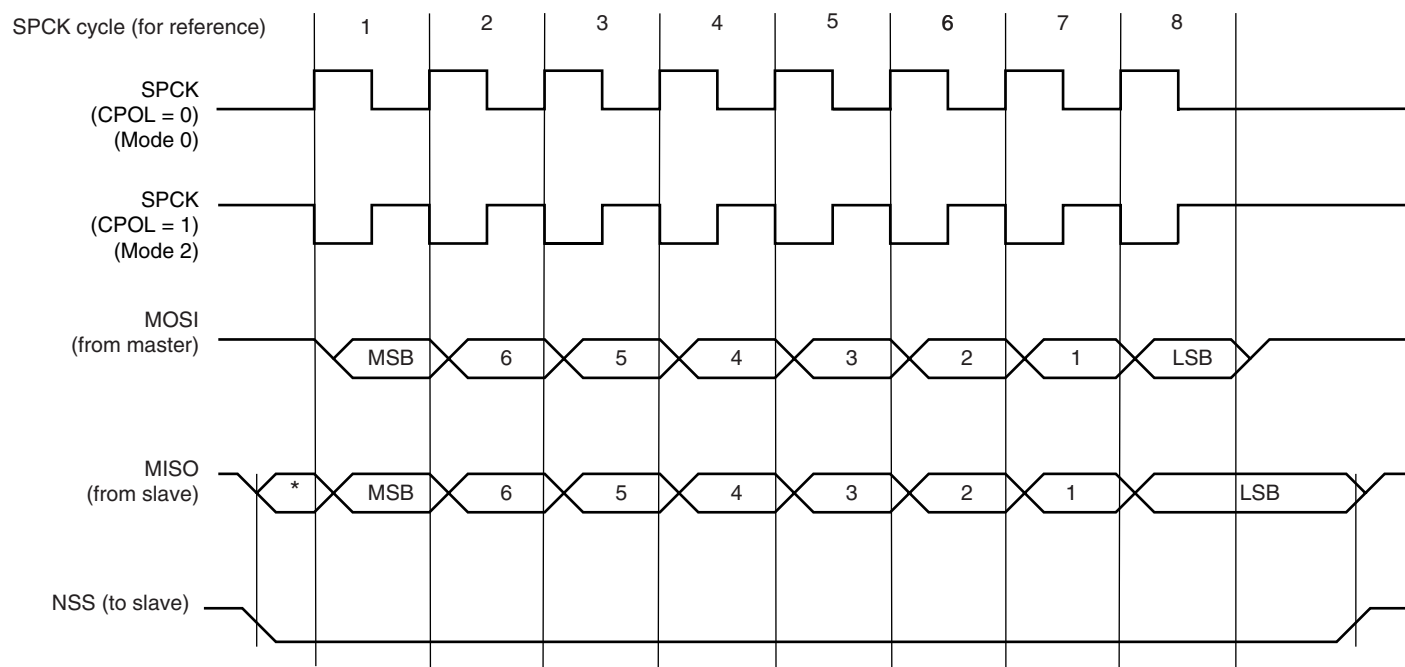 SPCK cycle (for reference) 1 2 3 4 5 6 7 8
SPCK
(CPOL = 0)
(Mode 0)
SPCK
(CPOL = 1)
(Mode 2)
MOSI
(from master)
MSB 6 5 4 3 2 1 LSB
MISO
(from slave)
* MSB 6 5 4 3 2 1 LSB
NSS (to slave)